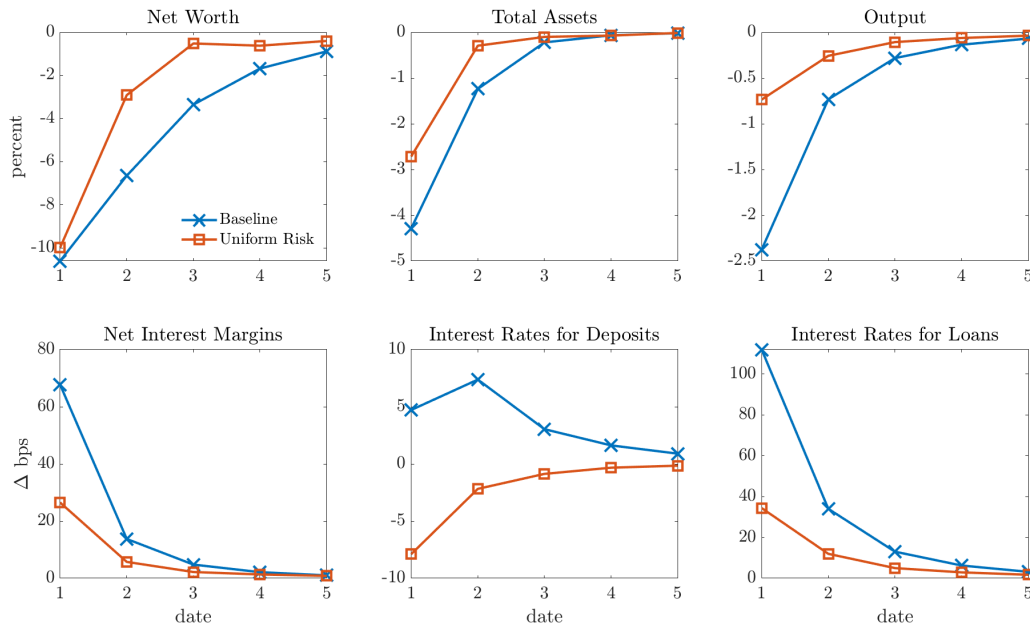 Net Worth
Total Assets
Output
percent
0
-2
-4
-6
-8
-10
1 2 3 4 5
Baseline
Uniform Risk
0
-1
-2
-3
-4
-5
1 2 3 4 5
0
-0.5
-1
-1.5
-2
-2.5
1 2 3 4 5
Net Interest Margins
Interest Rates for Deposits
Interest Rates for Loans
Δ bps
80
60
40
20
0
1 2 3 4 5
date
10
5
0
-5
-10
1 2 3 4 5
date
100
80
60
40
20
0
1 2 3 4 5
date